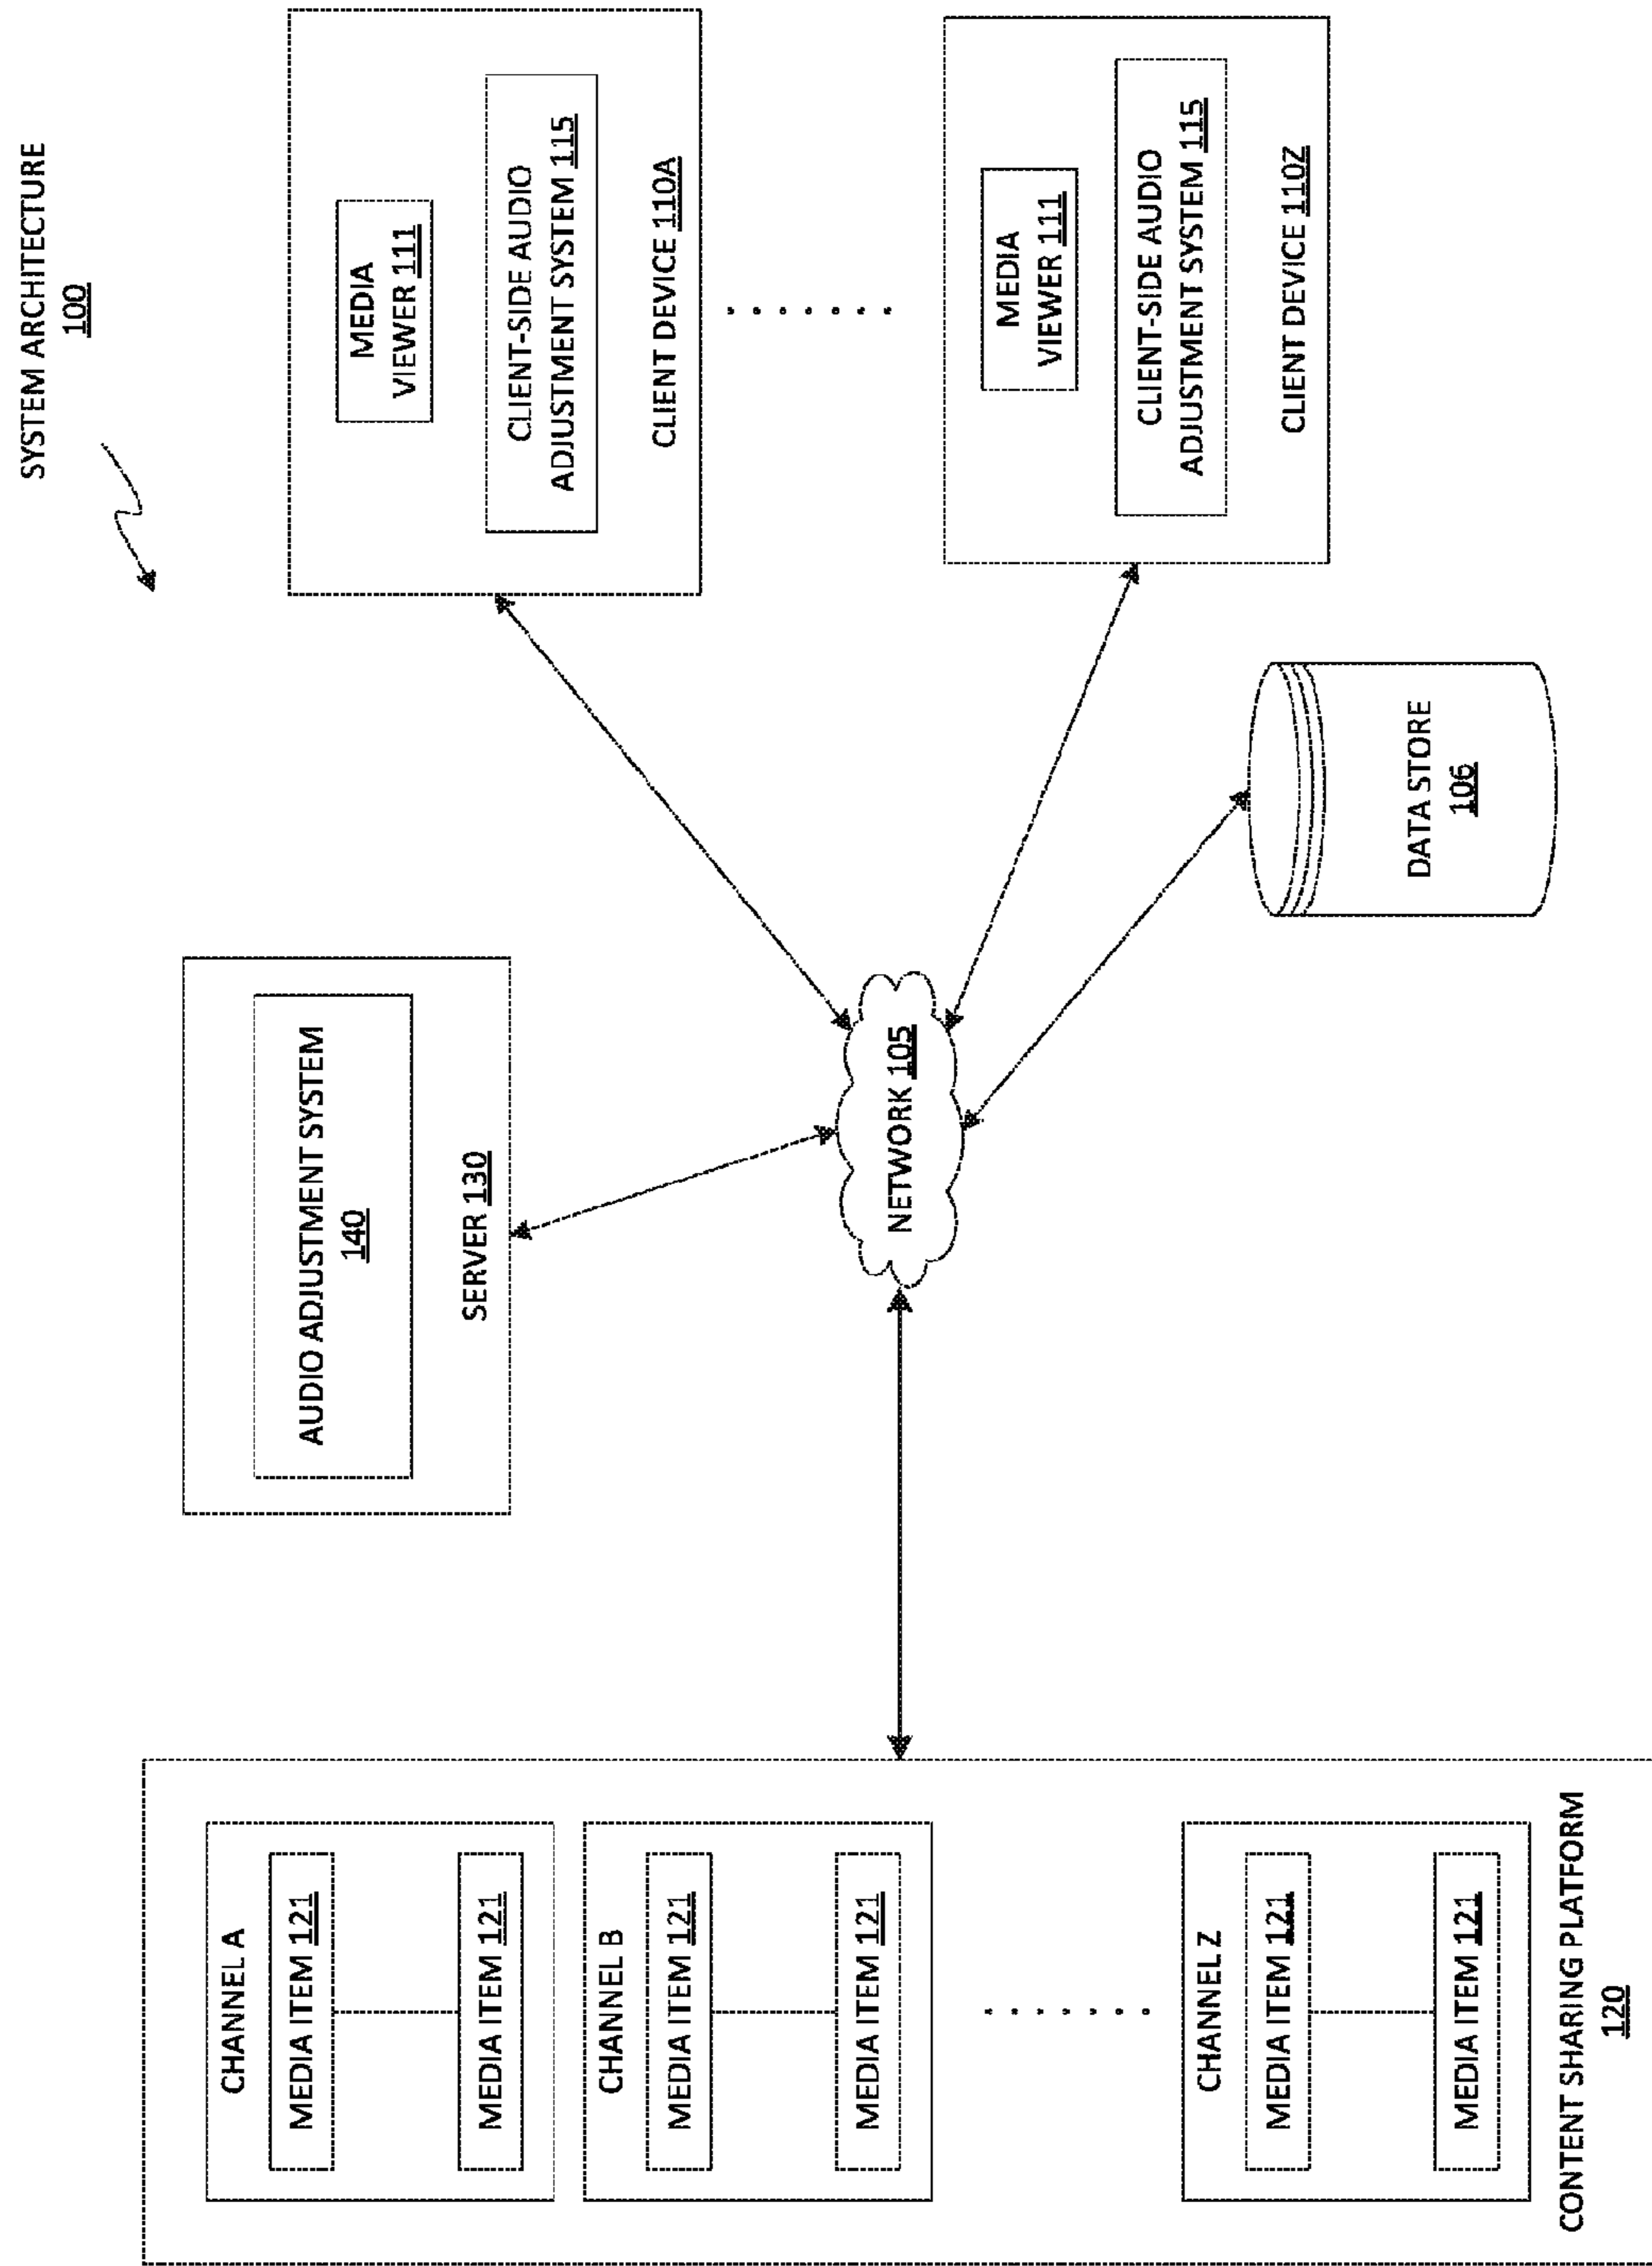 SYSTEM ARCHITECTURE
100
CHANNEL A
MEDIA ITEM 121
MEDIA ITEM 121
CHANNEL B
MEDIA ITEM 121
MEDIA ITEM 121
CHANNEL Z
MEDIA ITEM 121
MEDIA ITEM 121
CONTENT SHARING PLATFORM
120
AUDIO ADJUSTMENT SYSTEM
140
SERVER 130
NETWORK 105
MEDIA
VIEWER 111
CLIENT-SIDE AUDIO
ADJUSTMENT SYSTEM 115
CLIENT DEVICE 110A
MEDIA
VIEWER 111
CLIENT-SIDE AUDIO
ADJUSTMENT SYSTEM 115
CLIENT DEVICE 110Z
DATA STORE
106